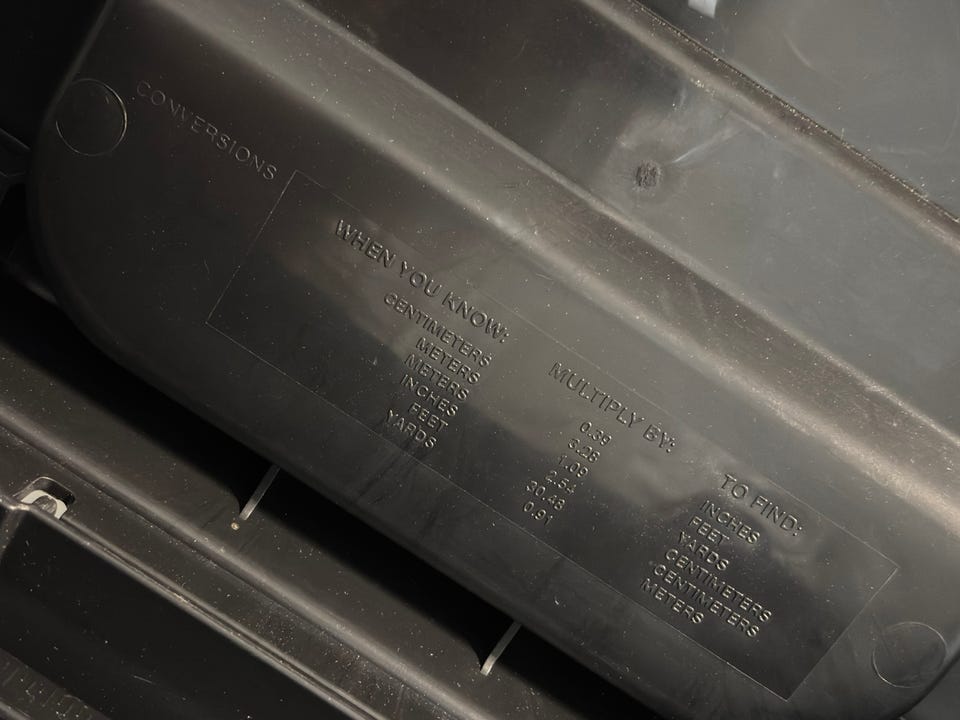 CONVERSIONS
WHEN YOU KNOW: MULTIPLY BY: TO FIND:
CENTIMETERS 0.39 INCHES
METERS 3.28 FEET
METERS 1.09 YARDS
INCHES 2.54 CENTIMETERS
FEET 30.48 CENTIMETERS
YARDS 0.91 METERS